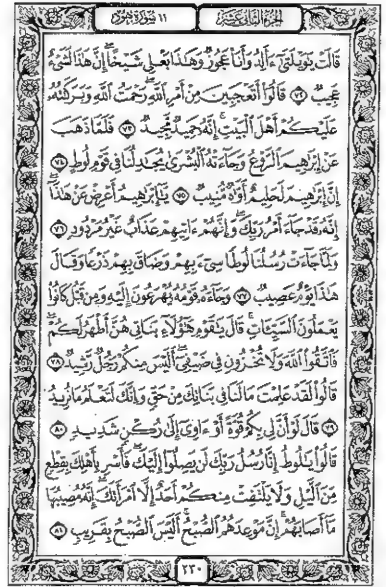 الجزء الثاني عشر
١١ سورة هود
قَالَتْ يَٰوَيْلَتَىٰٓ ءَأَلِدُ وَأَنَا۠ عَجُوزٌ وَهَٰذَا بَعْلِى شَيْخًا إِنَّ هَٰذَا لَشَىْءٌ
عَجِيبٌ ٧٢ قَالُوٓا۟ أَتَعْجَبِينَ مِنْ أَمْرِ ٱللَّهِ رَحْمَتُ ٱللَّهِ وَبَرَكَٰتُهُۥ
عَلَيْكُمْ أَهْلَ ٱلْبَيْتِ إِنَّهُۥ حَمِيدٌ مَّجِيدٌ ٧٣ فَلَمَّا ذَهَبَ
عَنْ إِبْرَٰهِيمَ ٱلرَّوْعُ وَجَآءَتْهُ ٱلْبُشْرَىٰ يُجَٰدِلُنَا فِى قَوْمِ لُوطٍ ٧٤
إِنَّ إِبْرَٰهِيمَ لَحَلِيمٌ أَوَّٰهٌ مُّنِيبٌ ٧٥ يَٰٓإِبْرَٰهِيمُ أَعْرِضْ عَنْ هَٰذَآ
إِنَّهُۥ قَدْ جَآءَ أَمْرُ رَبِّكَ وَإِنَّهُمْ ءَاتِيهِمْ عَذَابٌ غَيْرُ مَرْدُودٍ ٧٦
وَلَمَّا جَآءَتْ رُسُلُنَا لُوطًا سِىٓءَ بِهِمْ وَضَاقَ بِهِمْ ذَرْعًا وَقَالَ
هَٰذَا يَوْمٌ عَصِيبٌ ٧٧ وَجَآءَهُۥ قَوْمُهُۥ يُهْرَعُونَ إِلَيْهِ وَمِن قَبْلُ كَانُوا۟
يَعْمَلُونَ ٱلسَّيِّـَٔاتِ قَالَ يَٰقَوْمِ هَٰٓؤُلَآءِ بَنَاتِى هُنَّ أَطْهَرُ لَكُمْ
فَٱتَّقُوا۟ ٱللَّهَ وَلَا تُخْزُونِ فِى ضَيْفِىٓ أَلَيْسَ مِنكُمْ رَجُلٌ رَّشِيدٌ ٧٨
قَالُوا۟ لَقَدْ عَلِمْتَ مَا لَنَا فِى بَنَاتِكَ مِنْ حَقٍّ وَإِنَّكَ لَتَعْلَمُ مَا نُرِيدُ
٧٩ قَالَ لَوْ أَنَّ لِى بِكُمْ قُوَّةً أَوْ ءَاوِىٓ إِلَىٰ رُكْنٍ شَدِيدٍ ٨٠
قَالُوا۟ يَٰلُوطُ إِنَّا رُسُلُ رَبِّكَ لَن يَصِلُوٓا۟ إِلَيْكَ فَأَسْرِ بِأَهْلِكَ بِقِطْعٍ
مِّنَ ٱلَّيْلِ وَلَا يَلْتَفِتْ مِنكُمْ أَحَدٌ إِلَّا ٱمْرَأَتَكَ إِنَّهُۥ مُصِيبُهَا
مَآ أَصَابَهُمْ إِنَّ مَوْعِدَهُمُ ٱلصُّبْحُ أَلَيْسَ ٱلصُّبْحُ بِقَرِيبٍ ٨١
٢٣٠